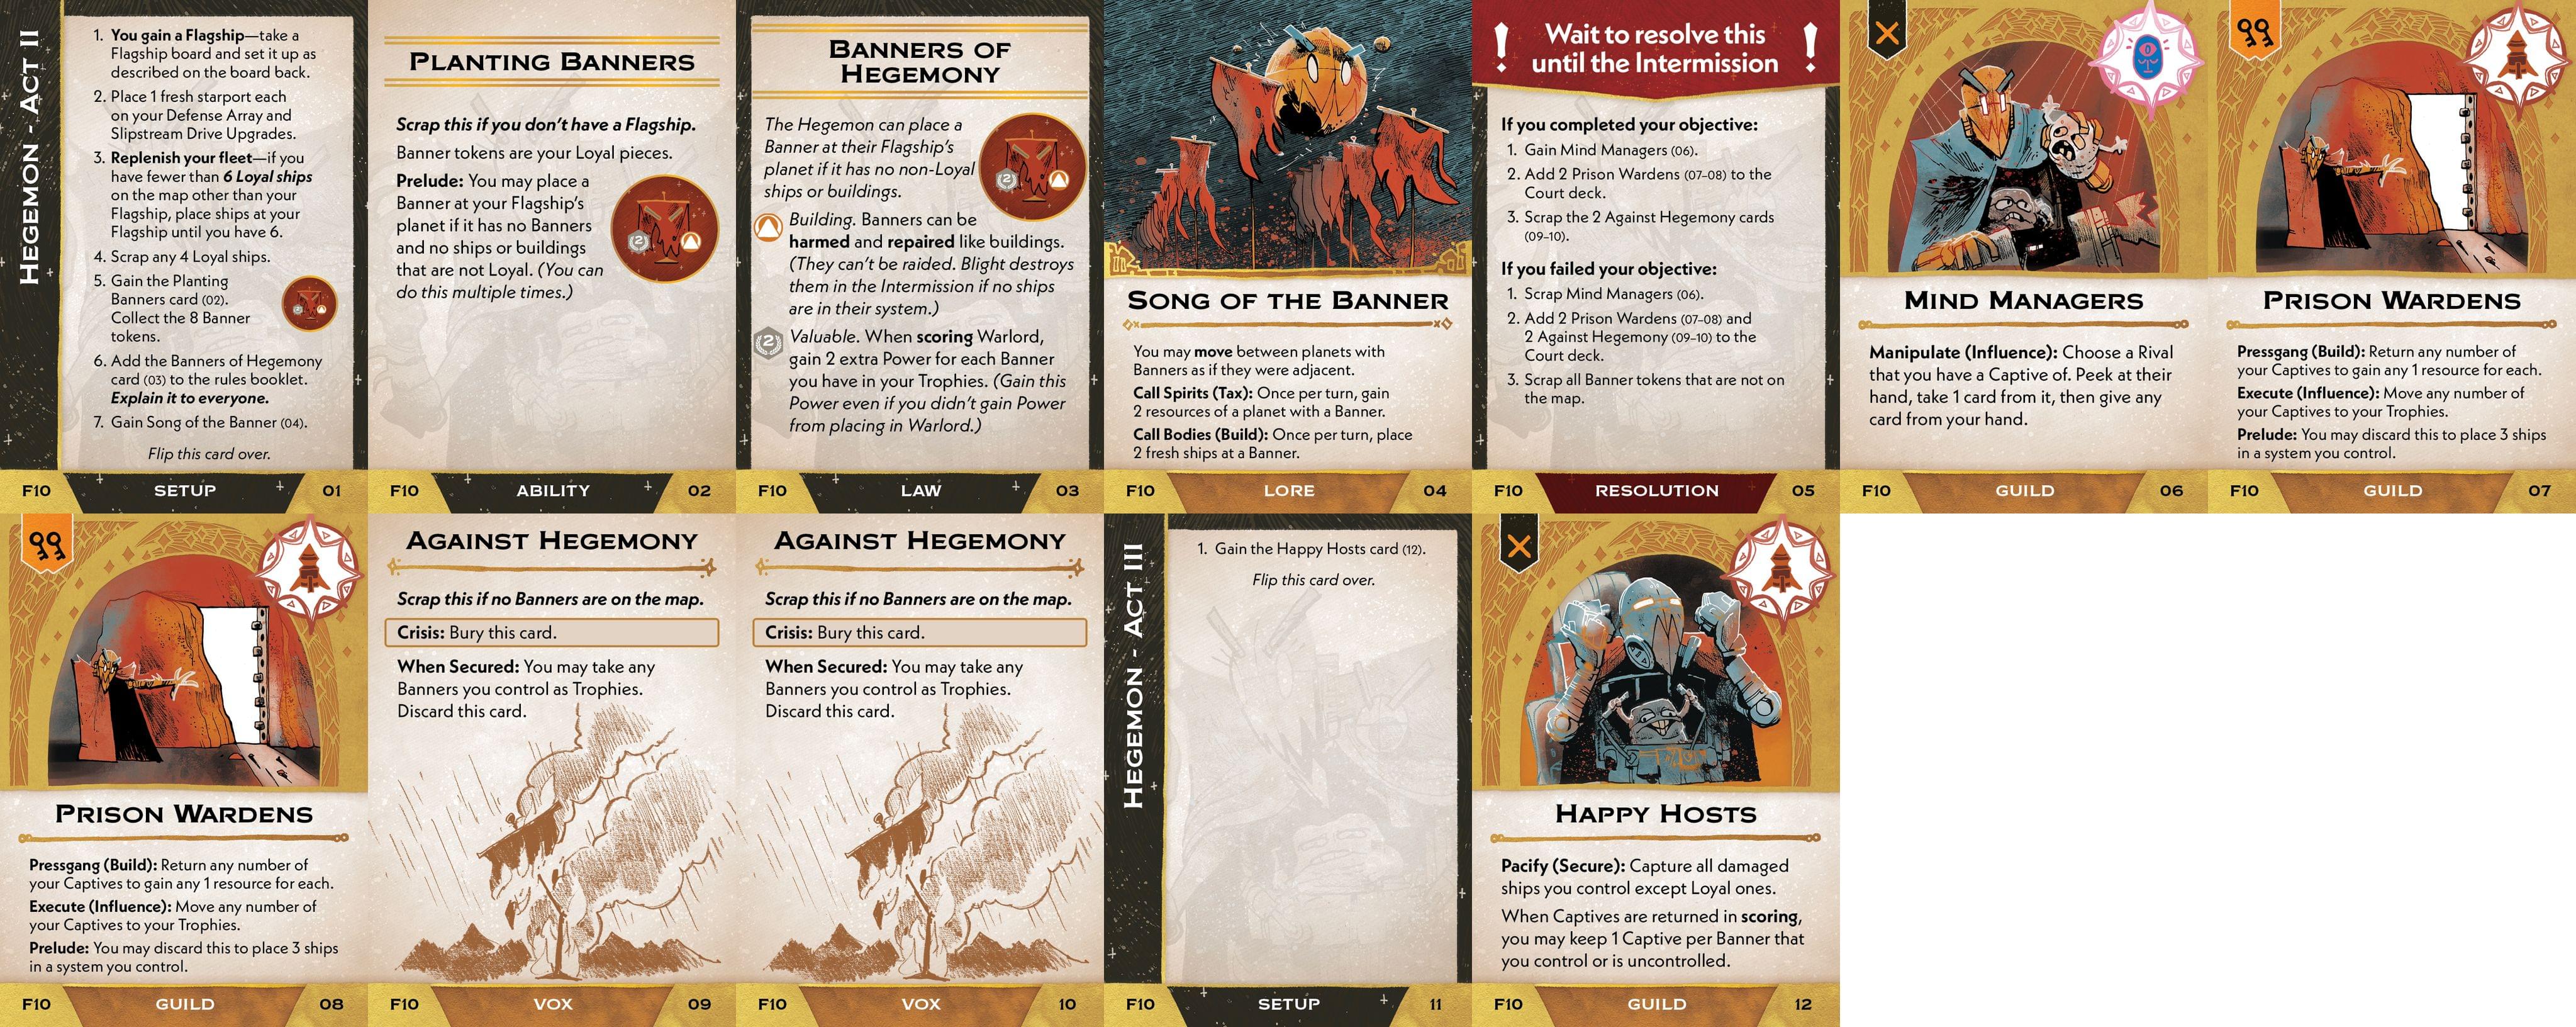 HEGEMON - ACT II
1. You gain a Flagship—take a
Flagship board and set it up as
described on the board back.
2. Place 1 fresh starport each
on your Defense Array and
Slipstream Drive Upgrades.
3. Replenish your fleet—if you
have fewer than 6 Loyal ships
on the map other than your
Flagship, place ships at your
Flagship until you have 6.
4. Scrap any 4 Loyal ships.
5. Gain the Planting
Banners card (02).
Collect the 8 Banner
tokens.
6. Add the Banners of Hegemony
card (03) to the rules booklet.
Explain it to everyone.
7. Gain Song of the Banner (04).
Flip this card over.
F10 SETUP 01
PLANTING BANNERS
Scrap this if you don't have a Flagship.
Banner tokens are your Loyal pieces.
Prelude: You may place a
Banner at your Flagship's
planet if it has no Banners
and no ships or buildings
that are not Loyal. (You can
do this multiple times.)
2
F10 ABILITY 02
BANNERS OF
HEGEMONY
The Hegemon can place a
Banner at their Flagship's
planet if it has no non-Loyal
ships or buildings.
2
Building. Banners can be
harmed and repaired like buildings.
(They can't be raided. Blight destroys
them in the Intermission if no ships
are in their system.)
2
Valuable. When scoring Warlord,
gain 2 extra Power for each Banner
you have in your Trophies. (Gain this
Power even if you didn't gain Power
from placing in Warlord.)
F10 LAW 03
SONG OF THE BANNER
You may move between planets with
Banners as if they were adjacent.
Call Spirits (Tax): Once per turn, gain
2 resources of a planet with a Banner.
Call Bodies (Build): Once per turn, place
2 fresh ships at a Banner.
F10 LORE 04
! Wait to resolve this !
until the Intermission
If you completed your objective:
1. Gain Mind Managers (06).
2. Add 2 Prison Wardens (07–08) to the
Court deck.
3. Scrap the 2 Against Hegemony cards
(09–10).
If you failed your objective:
1. Scrap Mind Managers (06).
2. Add 2 Prison Wardens (07–08) and
2 Against Hegemony (09–10) to the
Court deck.
3. Scrap all Banner tokens that are not on
the map.
F10 RESOLUTION 05
MIND MANAGERS
Manipulate (Influence): Choose a Rival
that you have a Captive of. Peek at their
hand, take 1 card from it, then give any
card from your hand.
F10 GUILD 06
PRISON WARDENS
Pressgang (Build): Return any number of
your Captives to gain any 1 resource for each.
Execute (Influence): Move any number of
your Captives to your Trophies.
Prelude: You may discard this to place 3 ships
in a system you control.
F10 GUILD 07
PRISON WARDENS
Pressgang (Build): Return any number of
your Captives to gain any 1 resource for each.
Execute (Influence): Move any number of
your Captives to your Trophies.
Prelude: You may discard this to place 3 ships
in a system you control.
F10 GUILD 08
AGAINST HEGEMONY
Scrap this if no Banners are on the map.
Crisis: Bury this card.
When Secured: You may take any
Banners you control as Trophies.
Discard this card.
F10 VOX 09
AGAINST HEGEMONY
Scrap this if no Banners are on the map.
Crisis: Bury this card.
When Secured: You may take any
Banners you control as Trophies.
Discard this card.
F10 VOX 10
HEGEMON - ACT III
1. Gain the Happy Hosts card (12).
Flip this card over.
F10 SETUP 11
HAPPY HOSTS
Pacify (Secure): Capture all damaged
ships you control except Loyal ones.
When Captives are returned in scoring,
you may keep 1 Captive per Banner that
you control or is uncontrolled.
F10 GUILD 12